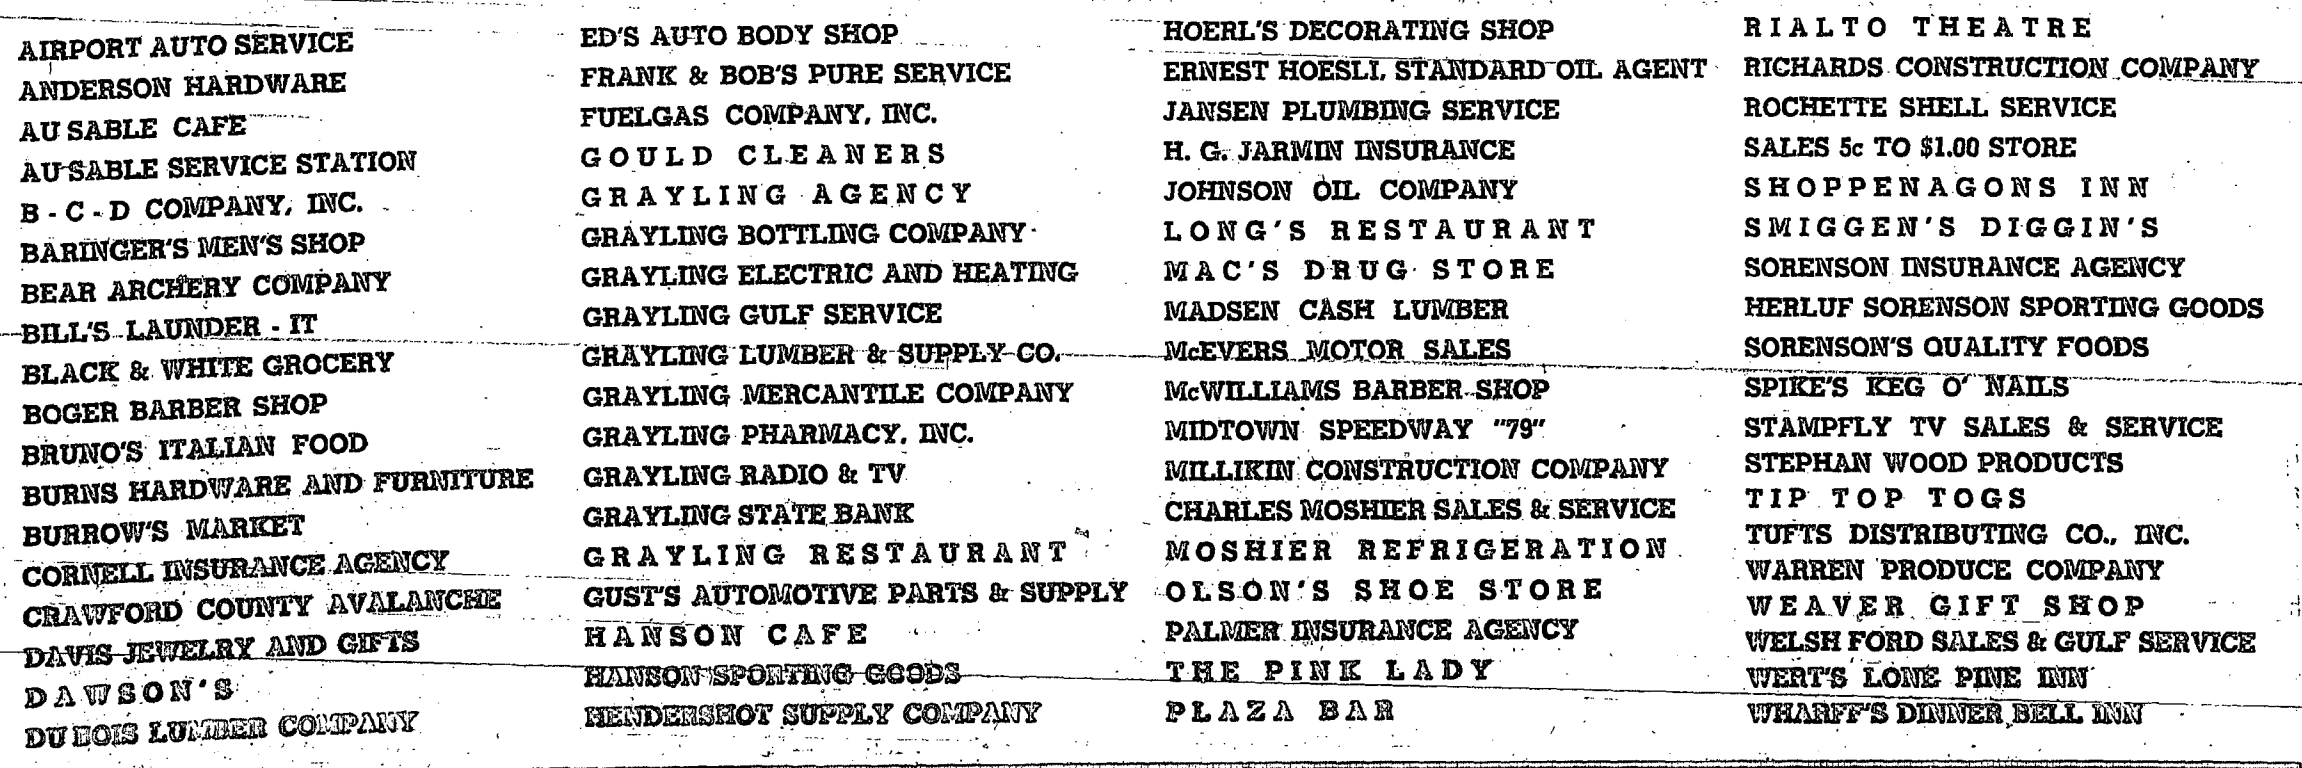 AIRPORT AUTO SERVICE
ANDERSON HARDWARE
AU SABLE CAFE
AU SABLE SERVICE STATION
B - C - D COMPANY, INC.
BARINGER'S MEN'S SHOP
BEAR ARCHERY COMPANY
BILL'S LAUNDER - IT
BLACK & WHITE GROCERY
BOGER BARBER SHOP
BRUNO'S ITALIAN FOOD
BURNS HARDWARE AND FURNITURE
BURROW'S MARKET
CORNELL INSURANCE AGENCY
CRAWFORD COUNTY AVALANCHE
DAVIS JEWELRY AND GIFTS
DAWSON'S
DU BOIS LUMBER COMPANY
ED'S AUTO BODY SHOP
FRANK & BOB'S PURE SERVICE
FUELGAS COMPANY, INC.
GOULD CLEANERS
GRAYLING AGENCY
GRAYLING BOTTLING COMPANY
GRAYLING ELECTRIC AND HEATING
GRAYLING GULF SERVICE
GRAYLING LUMBER & SUPPLY CO.
GRAYLING MERCANTILE COMPANY
GRAYLING PHARMACY, INC.
GRAYLING RADIO & TV
GRAYLING STATE BANK
GRAYLING RESTAURANT
GUST'S AUTOMOTIVE PARTS & SUPPLY
HANSON CAFE
HANSON SPORTING GOODS
HENDERSHOT SUPPLY COMPANY
HOERL'S DECORATING SHOP
ERNEST HOESLI, STANDARD OIL AGENT
JANSEN PLUMBING SERVICE
H. G. JARMIN INSURANCE
JOHNSON OIL COMPANY
LONG'S RESTAURANT
MAC'S DRUG STORE
MADSEN CASH LUMBER
McEVERS MOTOR SALES
McWILLIAMS BARBER SHOP
MIDTOWN SPEEDWAY "79"
MILLIKIN CONSTRUCTION COMPANY
CHARLES MOSHIER SALES & SERVICE
MOSHIER REFRIGERATION
OLSON'S SHOE STORE
PALMER INSURANCE AGENCY
THE PINK LADY
PLAZA BAR
RIALTO THEATRE
RICHARDS CONSTRUCTION COMPANY
ROCHETTE SHELL SERVICE
SALES 5c TO $1.00 STORE
SHOPPENAGONS INN
SMIGGEN'S DIGGIN'S
SORENSON INSURANCE AGENCY
HERLUF SORENSON SPORTING GOODS
SORENSON'S QUALITY FOODS
SPIKE'S KEG O' NAILS
STAMPFLY TV SALES & SERVICE
STEPHAN WOOD PRODUCTS
TIP TOP TOGS
TUFTS DISTRIBUTING CO., INC.
WARREN PRODUCE COMPANY
WEAVER GIFT SHOP
WELSH FORD SALES & GULF SERVICE
WERT'S LONE PINE INN
WHARFF'S DINNER BELL INN